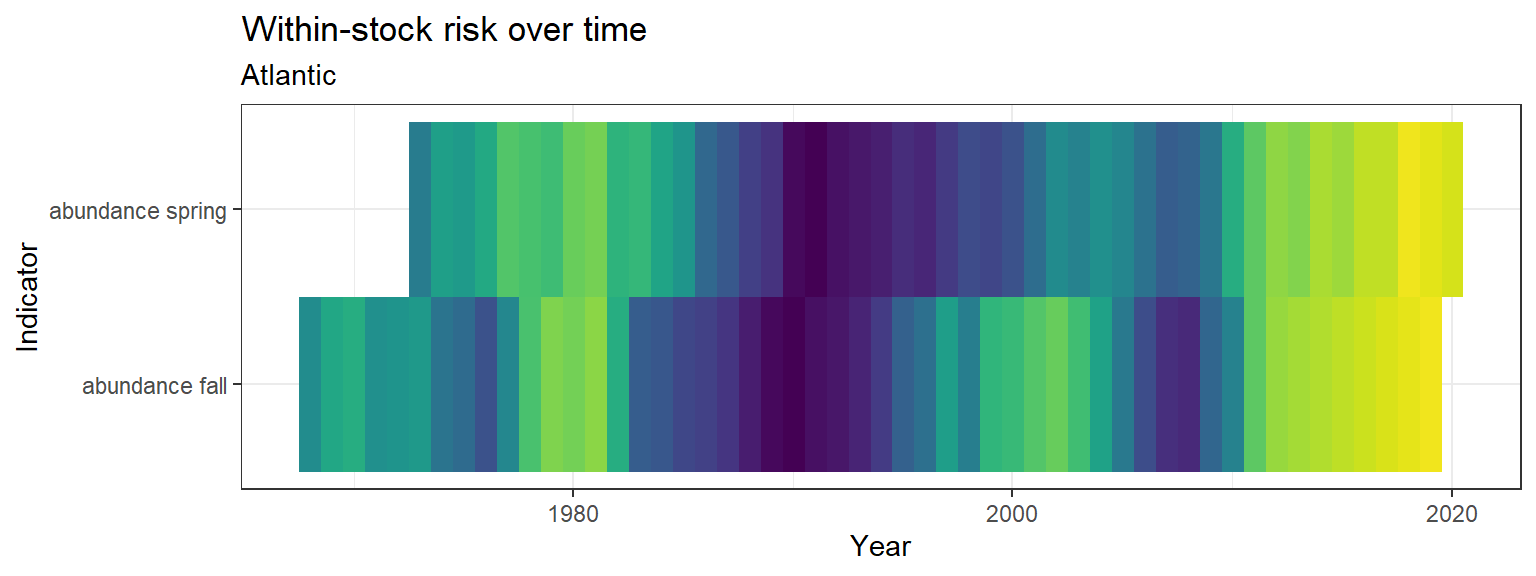 Within-stock risk over time
Atlantic
Indicator
abundance spring
abundance fall
1980 2000 2020
Year